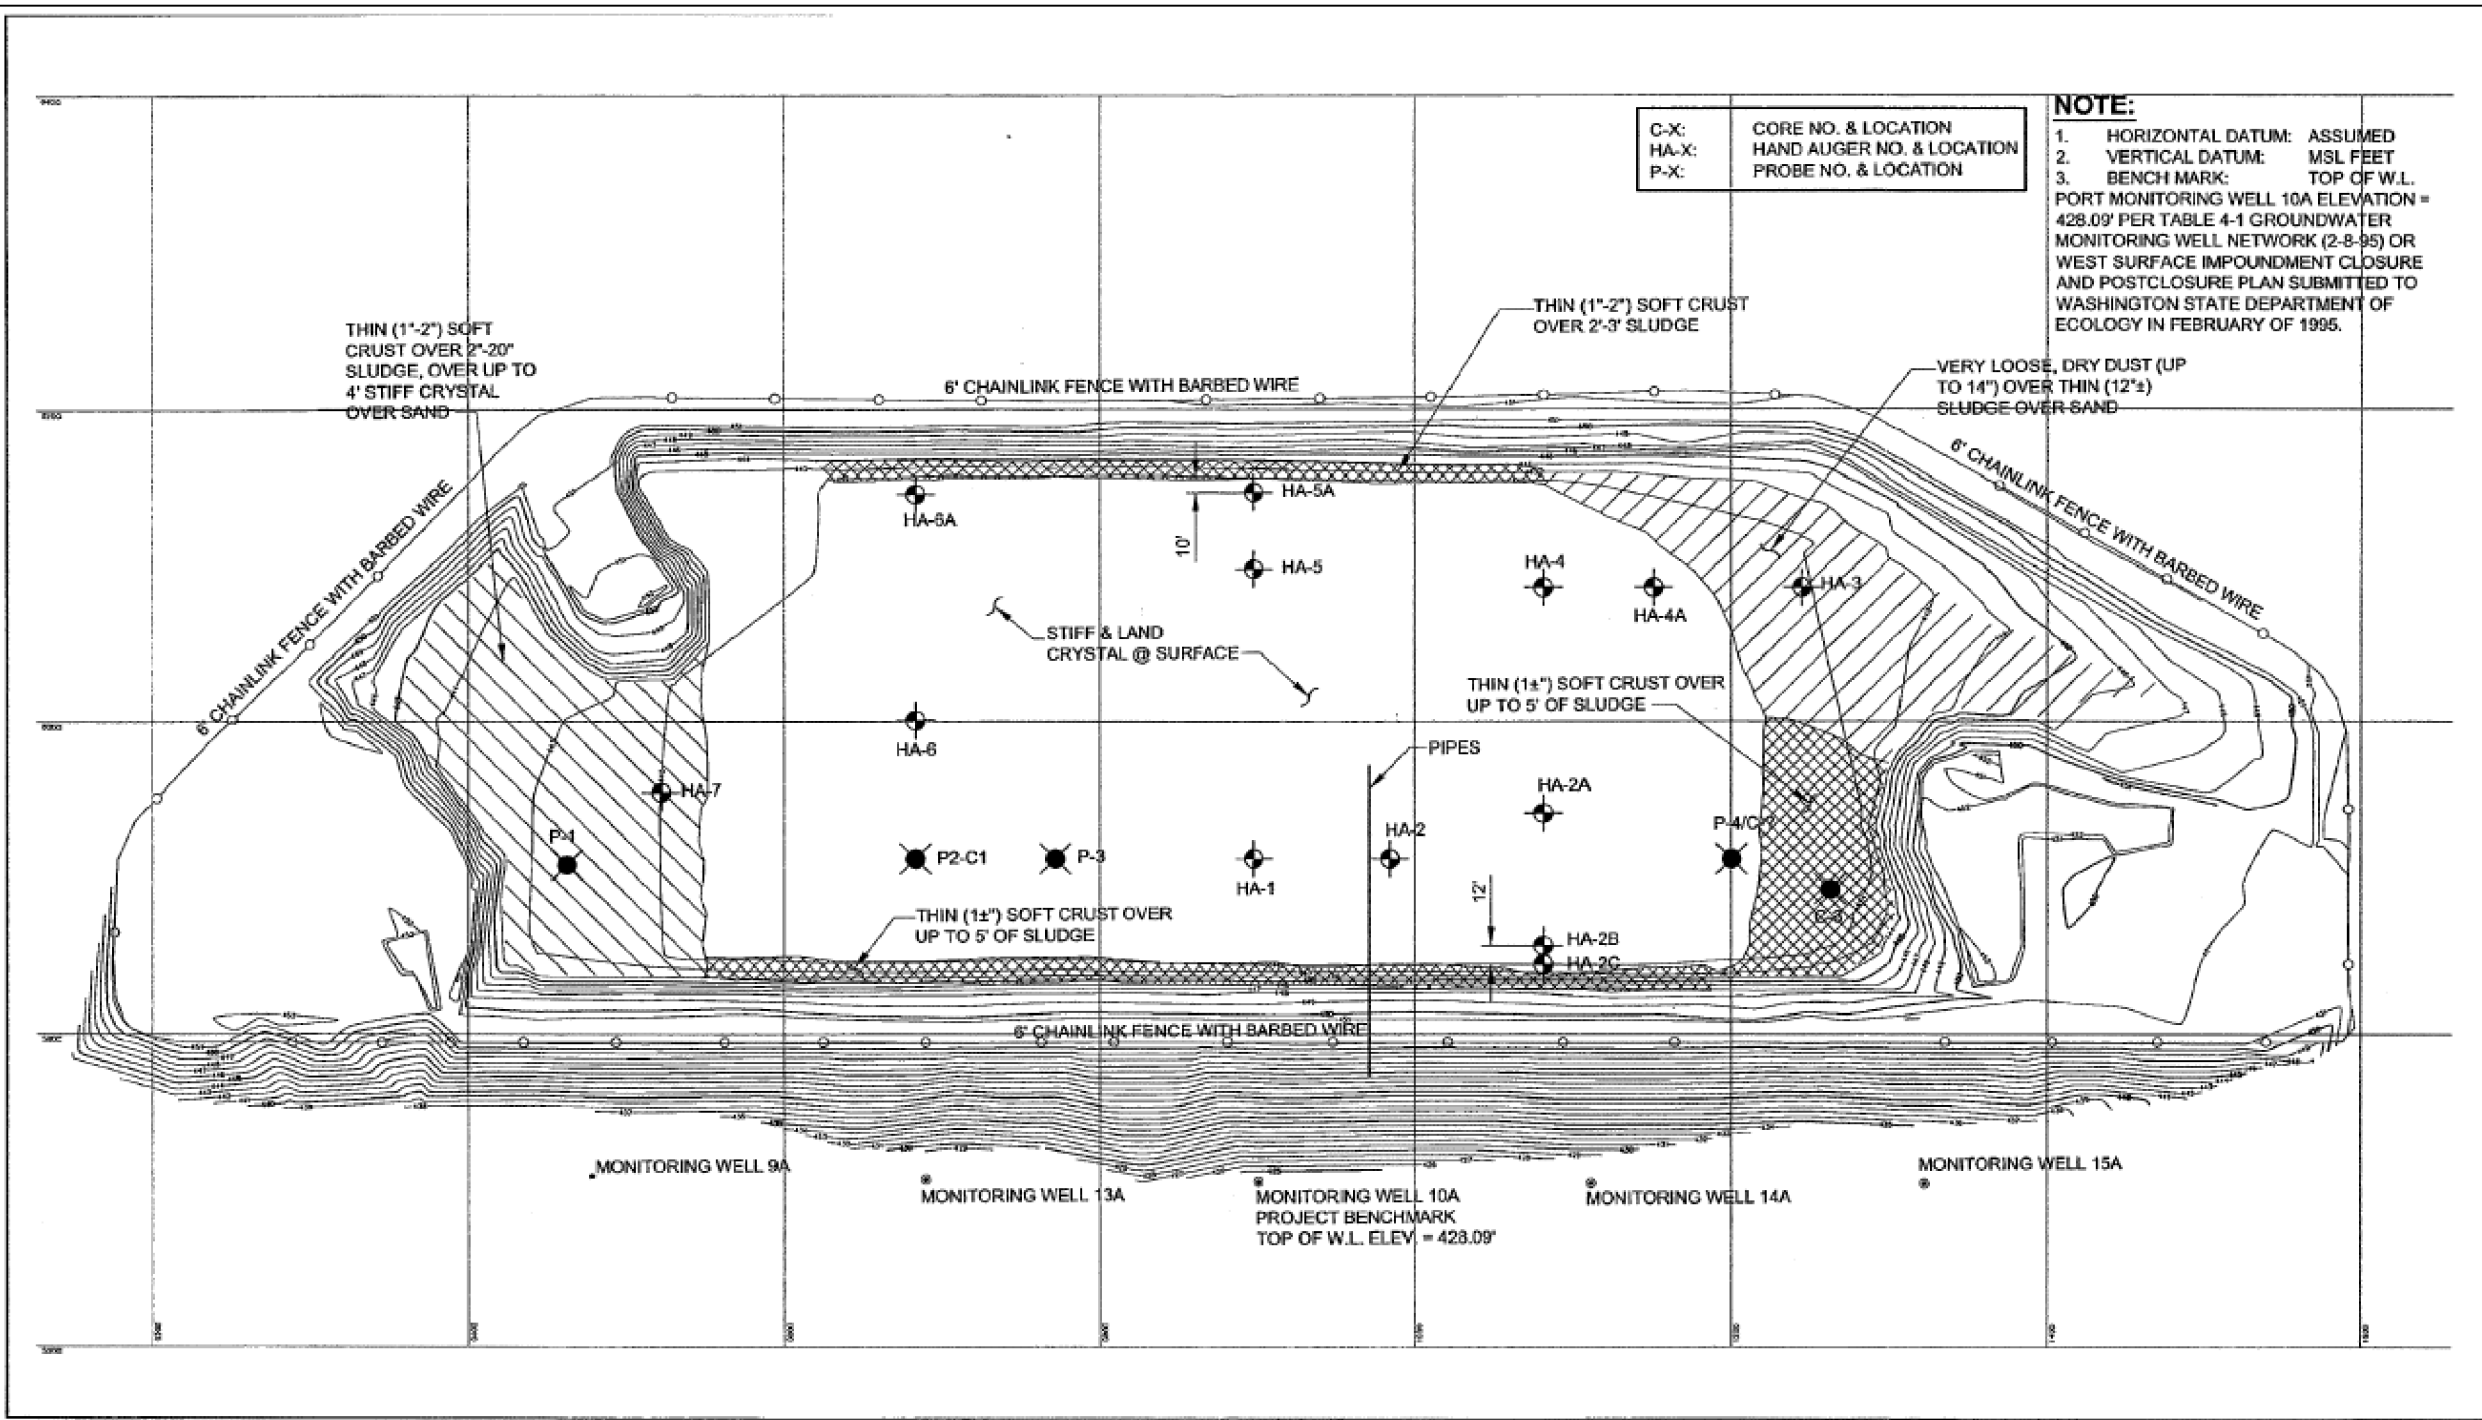 C-X: CORE NO. & LOCATION
HA-X: HAND AUGER NO. & LOCATION
P-X: PROBE NO. & LOCATION
NOTE:
1. HORIZONTAL DATUM: ASSUMED
2. VERTICAL DATUM: MSL FEET
3. BENCH MARK: TOP OF W.L.
PORT MONITORING WELL 10A ELEVATION =
428.09' PER TABLE 4-1 GROUNDWATER
MONITORING WELL NETWORK (2-8-95) OR
WEST SURFACE IMPOUNDMENT CLOSURE
AND POSTCLOSURE PLAN SUBMITTED TO
WASHINGTON STATE DEPARTMENT OF
ECOLOGY IN FEBRUARY OF 1995.
THIN (1"-2") SOFT
CRUST OVER 2"-20"
SLUDGE, OVER UP TO
4' STIFF CRYSTAL
OVER SAND
THIN (1"-2") SOFT CRUST
OVER 2'-3' SLUDGE
VERY LOOSE, DRY DUST (UP
TO 14") OVER THIN (12"±)
SLUDGE OVER SAND
6' CHAINLINK FENCE WITH BARBED WIRE
6' CHAINLINK FENCE WITH BARBED WIRE
6' CHAINLINK FENCE WITH BARBED WIRE
HA-6A
HA-5A
10'
HA-5
HA-4
HA-4A
HA-3
STIFF & LAND
CRYSTAL @ SURFACE
THIN (1±") SOFT CRUST OVER
UP TO 5' OF SLUDGE
HA-6
PIPES
HA-7
HA-2A
P-1
P2-C1
P-3
HA-1
HA-2
C-3
12'
THIN (1±") SOFT CRUST OVER
UP TO 5' OF SLUDGE
HA-2B
HA-2C
6' CHAINLINK FENCE WITH BARBED WIRE
MONITORING WELL 9A
MONITORING WELL 13A
MONITORING WELL 10A
PROJECT BENCHMARK
TOP OF W.L. ELEV. = 428.09'
MONITORING WELL 14A
MONITORING WELL 15A